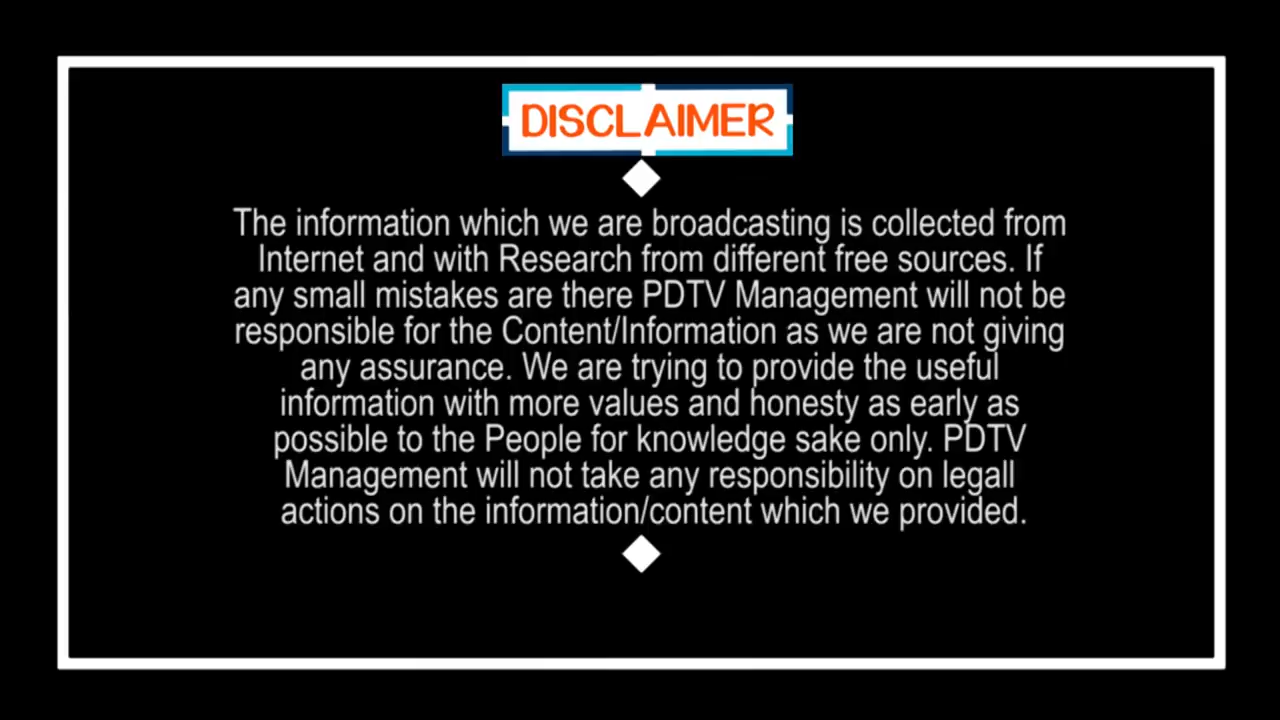 DISCLAIMER
The information which we are broadcasting is collected from
Internet and with Research from different free sources. If
any small mistakes are there PDTV Management will not be
responsible for the Content/Information as we are not giving
any assurance. We are trying to provide the useful
information with more values and honesty as early as
possible to the People for knowledge sake only. PDTV
Management will not take any responsibility on legall
actions on the information/content which we provided.